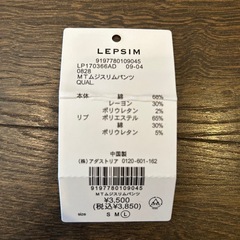 LEPSIM
9197780109045
LP170366AD 09-04
0828
MTムジスリムパンツ
QUAL.
本体 綿 68%
レーヨン 30%
ポリウレタン 2%
リブ ポリエステル 65%
綿 30%
ポリウレタン 5%
中国製
(株)アダストリア 0120-601-162
9197780109045
MTムジスリムパンツ
¥3,500
(税込¥3,850)
S M L